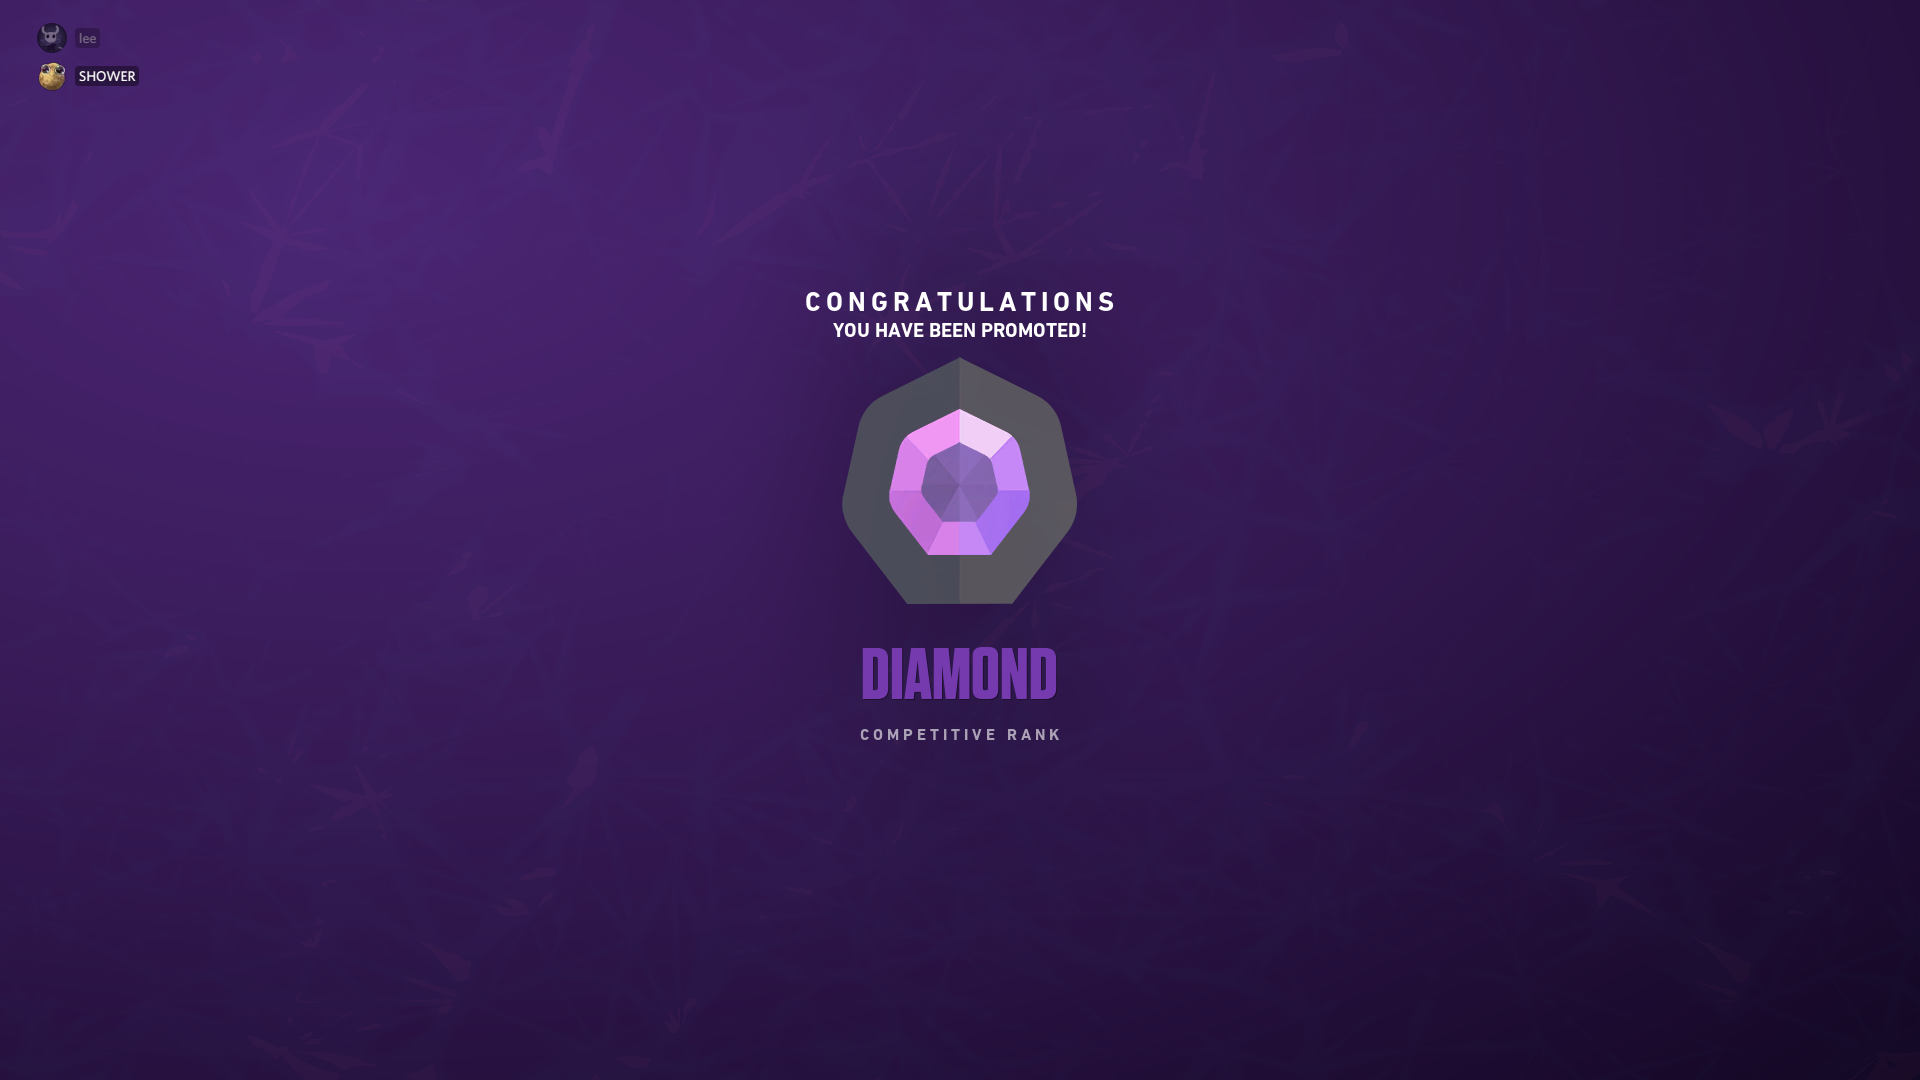 lee
SHOWER
CONGRATULATIONS
YOU HAVE BEEN PROMOTED!
DIAMOND
COMPETITIVE RANK